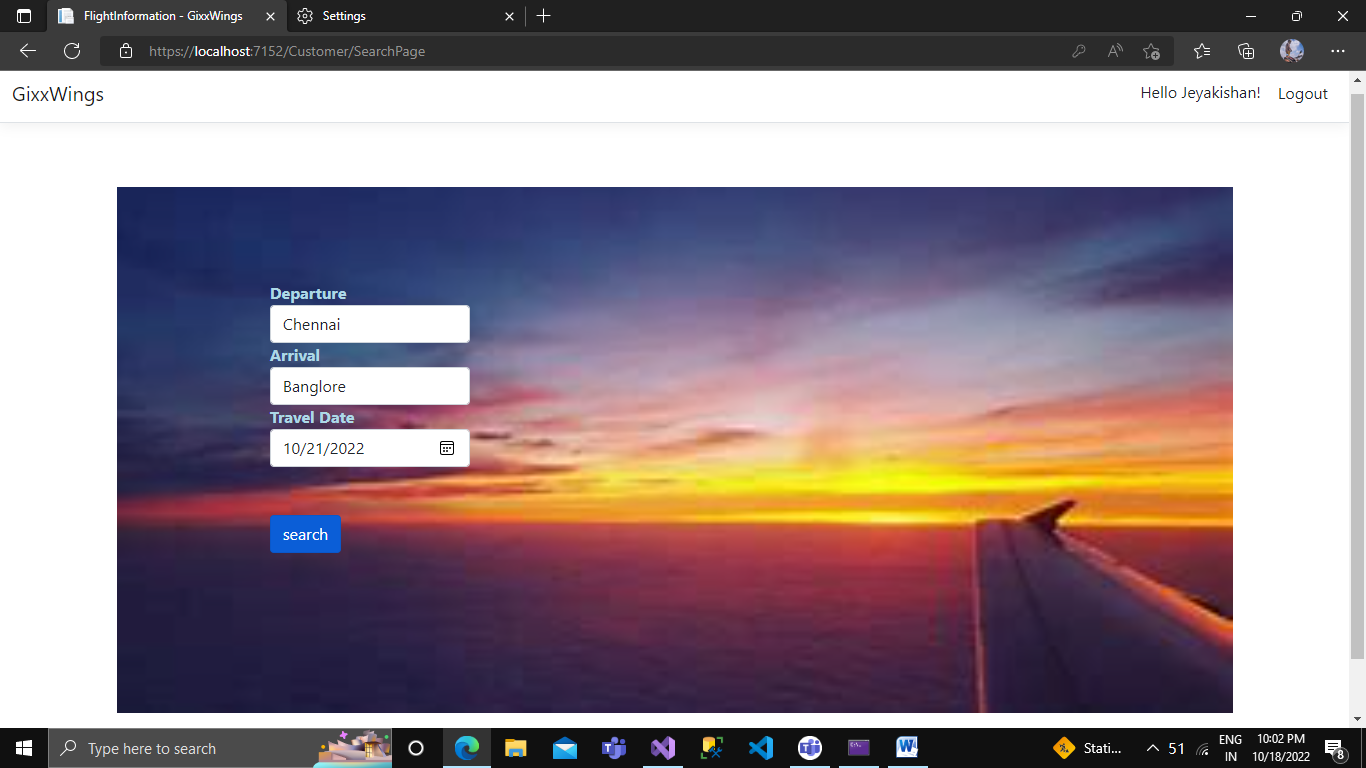 FlightInformation - GixxWings
Settings
https://localhost:7152/Customer/SearchPage
GixxWings
Hello Jeyakishan! Logout
Departure
Chennai
Arrival
Banglore
Travel Date
10/21/2022
search
Type here to search
Stati...
51
ENG
IN
10:02 PM
10/18/2022
8